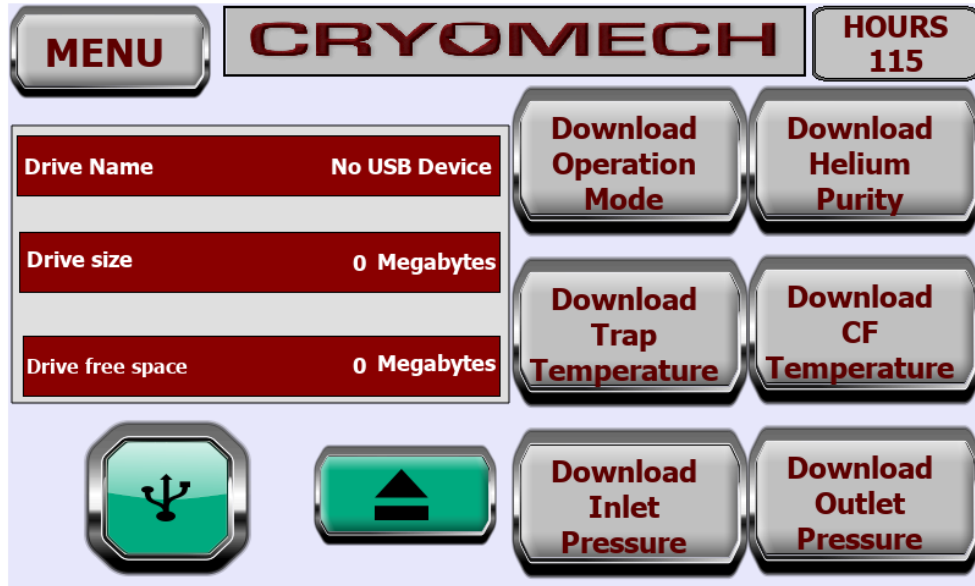 MENU
CRYOMECH
HOURS
115
Drive Name No USB Device
Drive size 0 Megabytes
Drive free space 0 Megabytes
Download
Operation
Mode
Download
Helium
Purity
Download
Trap
Temperature
Download
CF
Temperature
Download
Inlet
Pressure
Download
Outlet
Pressure